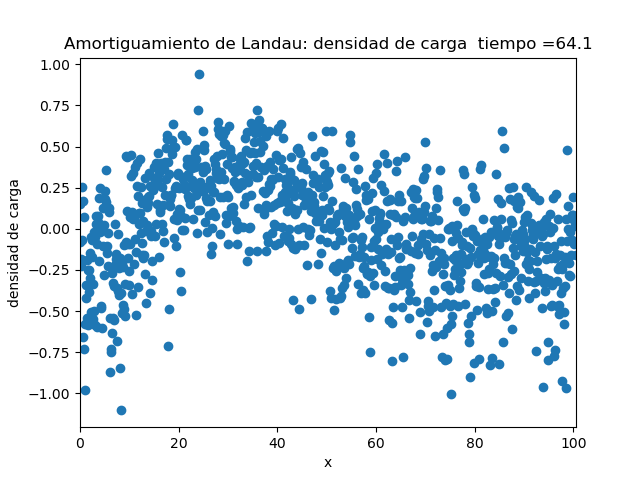 Amortiguamiento de Landau: densidad de carga  tiempo =64.1
1.00
0.75
0.50
0.25
0.00
−0.25
−0.50
−0.75
−1.00
densidad de carga
0 20 40 60 80 100
x